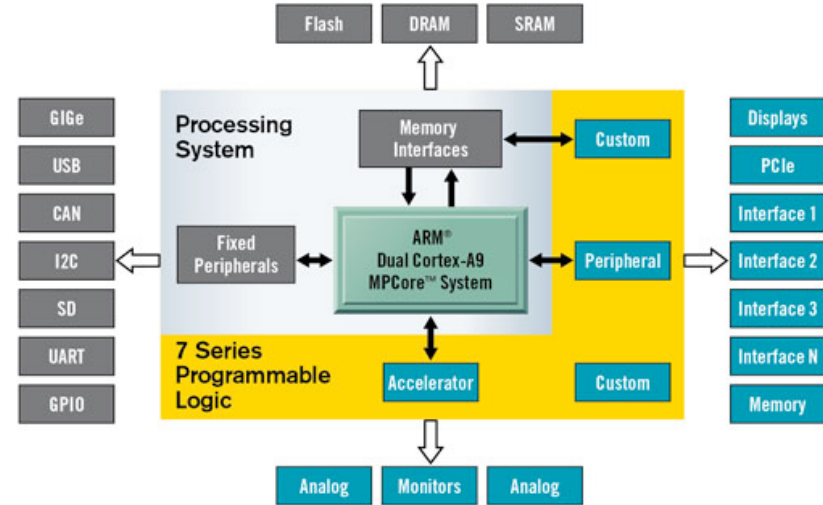 Flash
DRAM
SRAM
GIGe
USB
CAN
I2C
SD
UART
GPIO
Processing
System
Memory
Interfaces
Custom
Fixed
Peripherals
ARM®
Dual Cortex-A9
MPCore™ System
Peripheral
7 Series
Programmable
Logic
Accelerator
Custom
Displays
PCIe
Interface 1
Interface 2
Interface 3
Interface N
Memory
Analog
Monitors
Analog